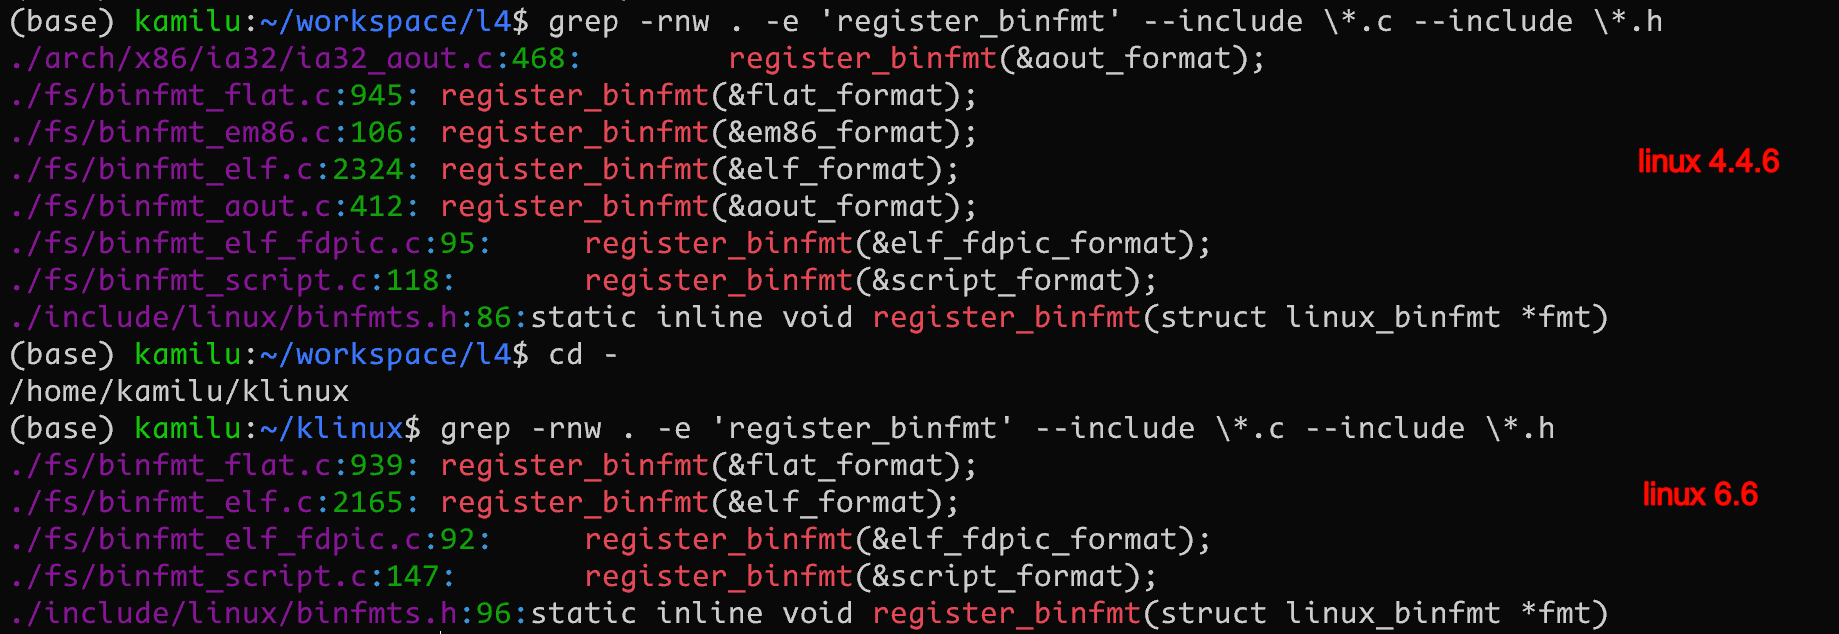 (base) kamilu:~/workspace/l4$ grep -rnw . -e 'register_binfmt' --include \*.c --include \*.h
./arch/x86/ia32/ia32_aout.c:468:        register_binfmt(&aout_format);
./fs/binfmt_flat.c:945: register_binfmt(&flat_format);
./fs/binfmt_em86.c:106: register_binfmt(&em86_format);
./fs/binfmt_elf.c:2324: register_binfmt(&elf_format);
linux 4.4.6
./fs/binfmt_aout.c:412: register_binfmt(&aout_format);
./fs/binfmt_elf_fdpic.c:95:     register_binfmt(&elf_fdpic_format);
./fs/binfmt_script.c:118:       register_binfmt(&script_format);
./include/linux/binfmts.h:86:static inline void register_binfmt(struct linux_binfmt *fmt)
(base) kamilu:~/workspace/l4$ cd -
/home/kamilu/klinux
(base) kamilu:~/klinux$ grep -rnw . -e 'register_binfmt' --include \*.c --include \*.h
./fs/binfmt_flat.c:939: register_binfmt(&flat_format);
./fs/binfmt_elf.c:2165: register_binfmt(&elf_format);
linux 6.6
./fs/binfmt_elf_fdpic.c:92:     register_binfmt(&elf_fdpic_format);
./fs/binfmt_script.c:147:       register_binfmt(&script_format);
./include/linux/binfmts.h:96:static inline void register_binfmt(struct linux_binfmt *fmt)